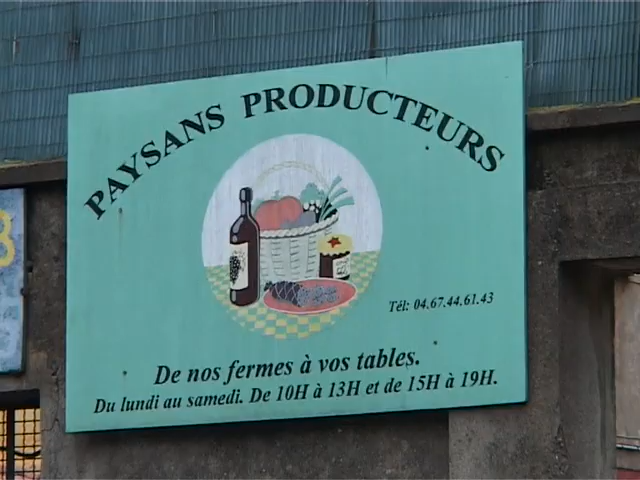 PAYSANS PRODUCTEURS
Tél: 04.67.44.61.43
De nos fermes à vos tables.
Du lundi au samedi. De 10H à 13H et de 15H à 19H.